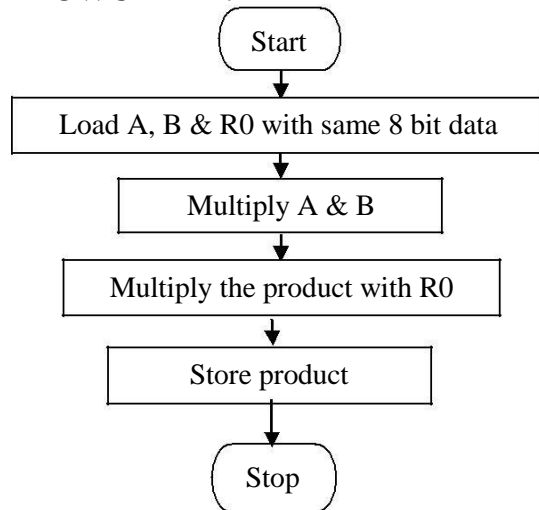 Start
Load A, B & R0 with same 8 bit data
Multiply A & B
Multiply the product with R0
Store product
Stop